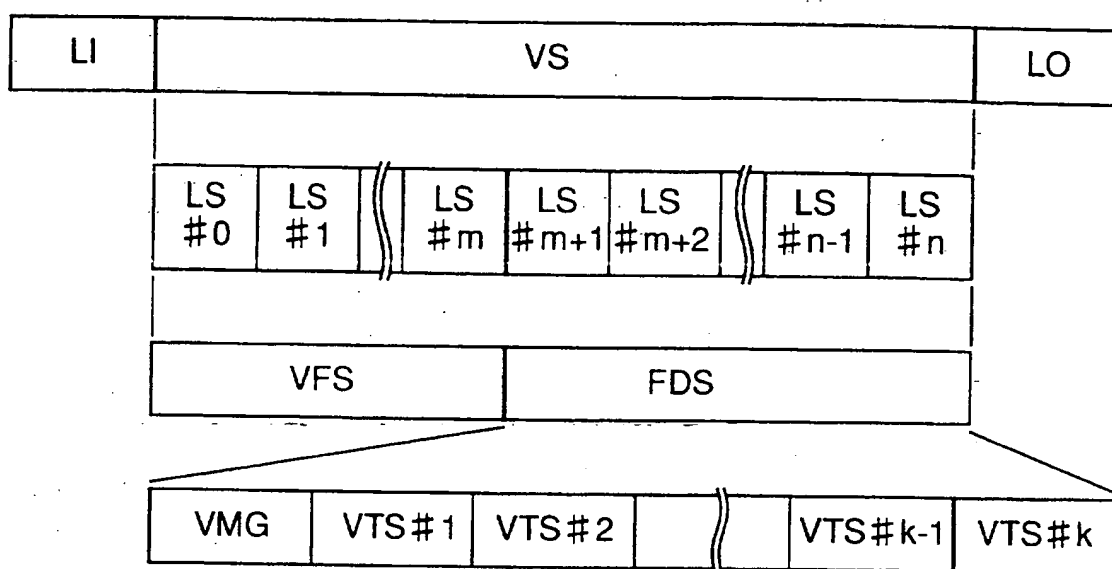 LI VS LO
LS #0 LS #1 LS #m LS #m+1 LS #m+2 LS #n-1 LS #n
VFS FDS
VMG VTS#1 VTS#2 VTS#k-1 VTS#k